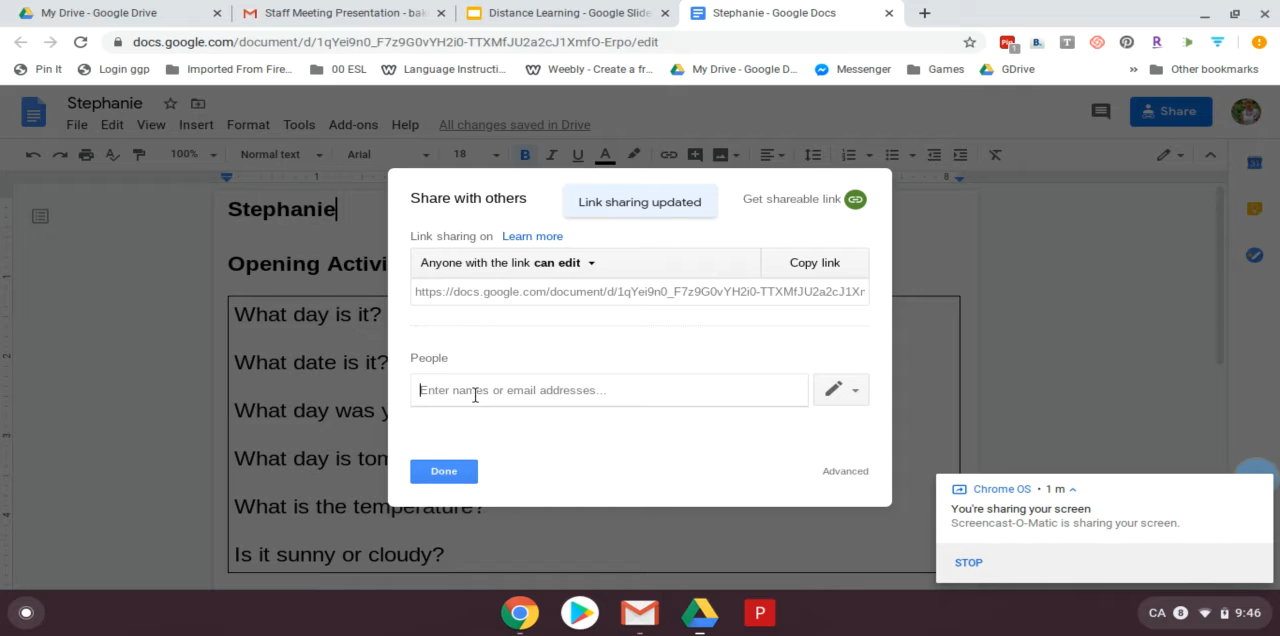 My Drive - Google Drive
Staff Meeting Presentation - bak
Distance Learning - Google Slide
Stephanie - Google Docs
docs.google.com/document/d/1qYei9n0_F7z9G0vYH2i0-TTXMfJU2a2cJ1XmfO-Erpo/edit
Pin It
Login ggp
Imported From Fire...
00 ESL
Language Instructi...
Weebly - Create a fr...
My Drive - Google D...
Messenger
Games
GDrive
»
Other bookmarks
Stephanie
Share
File Edit View Insert Format Tools Add-ons Help All changes saved in Drive
100% Normal text Arial 18 B I U A
Share with others
Link sharing updated
Get shareable link
Link sharing on Learn more
Anyone with the link can edit
Copy link
https://docs.google.com/document/d/1qYei9n0_F7z9G0vYH2i0-TTXMfJU2a2cJ1Xr
People
Enter names or email addresses...
Done
Advanced
Stephanie
Opening Activi
What day is it?
What date is it?
What day was y
What day is tom
What is the temperature?
Is it sunny or cloudy?
Chrome OS • 1 m
You're sharing your screen
Screencast-O-Matic is sharing your screen.
STOP
CA 8 9:46